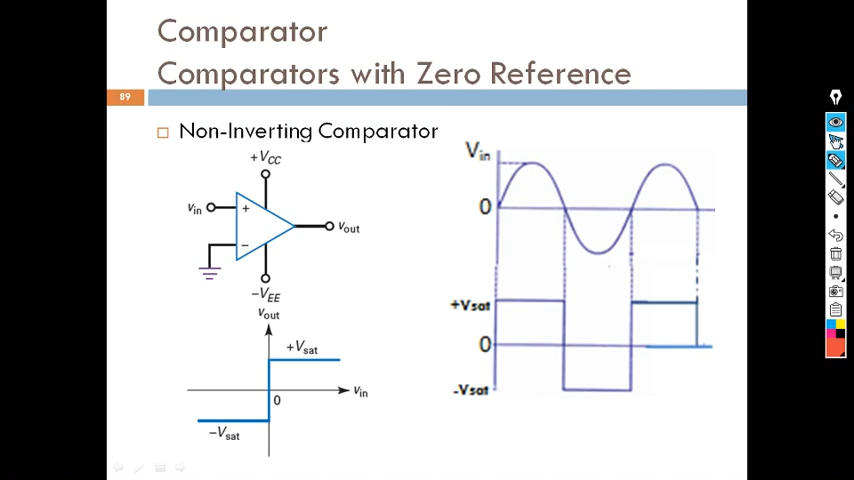 Comparator
Comparators with Zero Reference
89
Non-Inverting Comparator
+VCC
vin
+
−
vout
−VEE
vout
+Vsat
vin
0
−Vsat
Vin
0
+Vsat
0
-Vsat